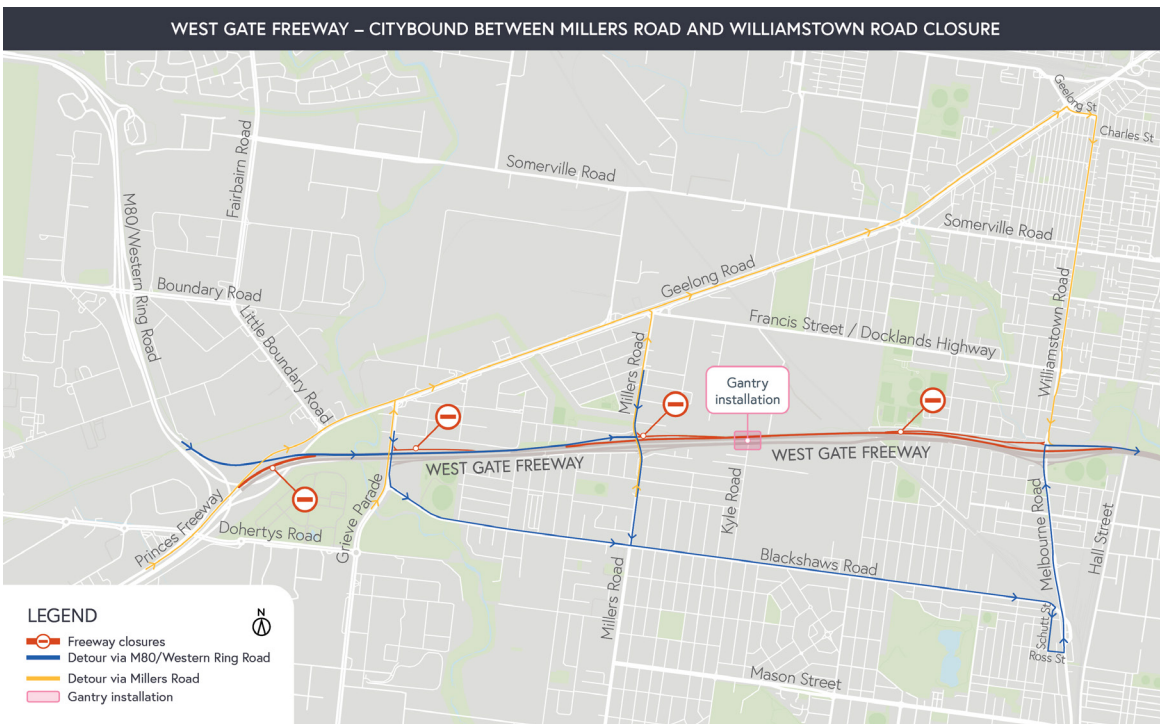 WEST GATE FREEWAY – CITYBOUND BETWEEN MILLERS ROAD AND WILLIAMSTOWN ROAD CLOSURE
Geelong St
Charles St
Fairbairn Road
Somerville Road
Somerville Road
M80/Western Ring Road
Boundary Road
Geelong Road
Little Boundary Road
Francis Street / Docklands Highway
Williamstown Road
Millers Road
Gantry
installation
WEST GATE FREEWAY
WEST GATE FREEWAY
Princes Freeway
Dohertys Road
Grieve Parade
Kyle Road
Melbourne Road
Hall Street
Blackshaws Road
Millers Road
Schutt St
Ross St
Mason Street
LEGEND
N
Freeway closures
Detour via M80/Western Ring Road
Detour via Millers Road
Gantry installation